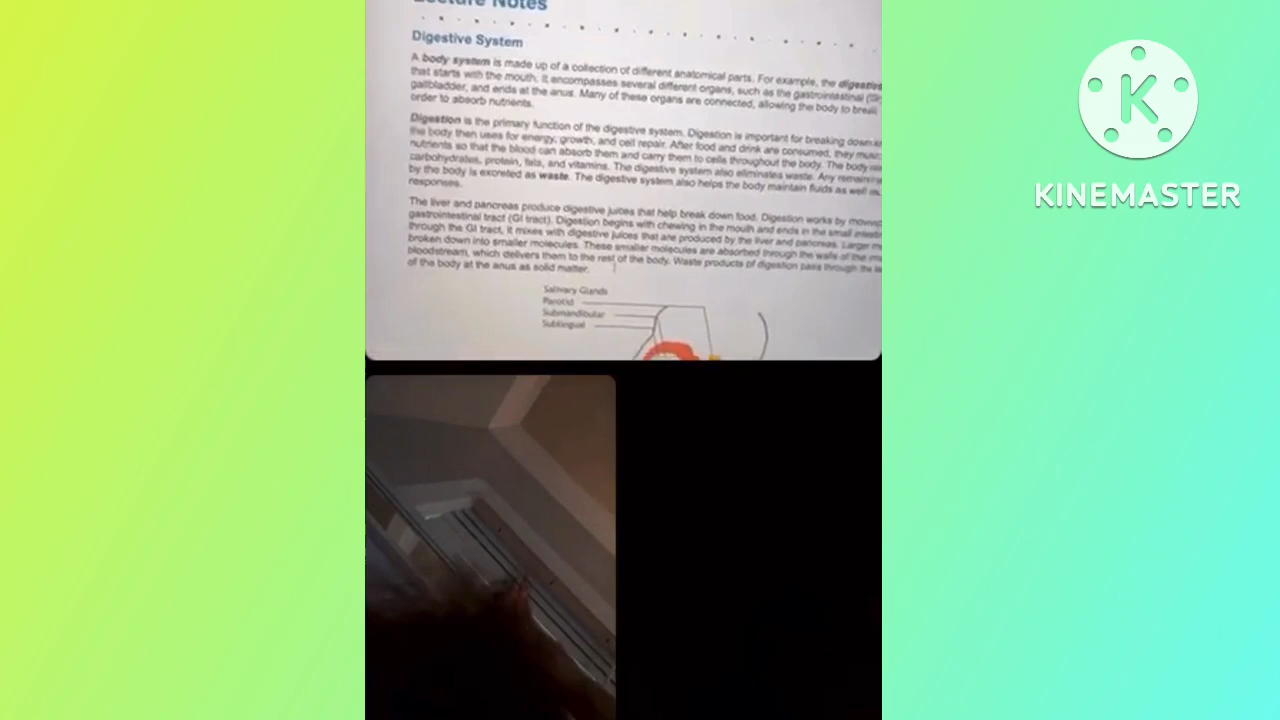 Lecture Notes
Digestive System
A body system is made up of a collection of different anatomical parts. For example, the digestive
that starts with the mouth. It encompasses several different organs, such as the gastrointestinal (GI)
gallbladder, and ends at the anus. Many of these organs are connected, allowing the body to break
order to absorb nutrients.
Digestion is the primary function of the digestive system. Digestion is important for breaking down
the body then uses for energy, growth, and cell repair. After food and drink are consumed, they must
nutrients so that the blood can absorb them and carry them to cells throughout the body. The body
carbohydrates, protein, fats, and vitamins. The digestive system also eliminates waste. Any remaining
by the body is excreted as waste. The digestive system also helps the body maintain fluids as well
responses.
The liver and pancreas produce digestive juices that help break down food. Digestion works by moving
gastrointestinal tract (GI tract). Digestion begins with chewing in the mouth and ends in the small
through the GI tract, it mixes with digestive juices that are produced by the liver and pancreas. Larger
broken down into smaller molecules. These smaller molecules are absorbed through the walls of the
bloodstream, which delivers them to the rest of the body. Waste products of digestion pass through the
of the body at the anus as solid matter.
Salivary Glands
Parotid
Submandibular
Sublingual
K
KINEMASTER